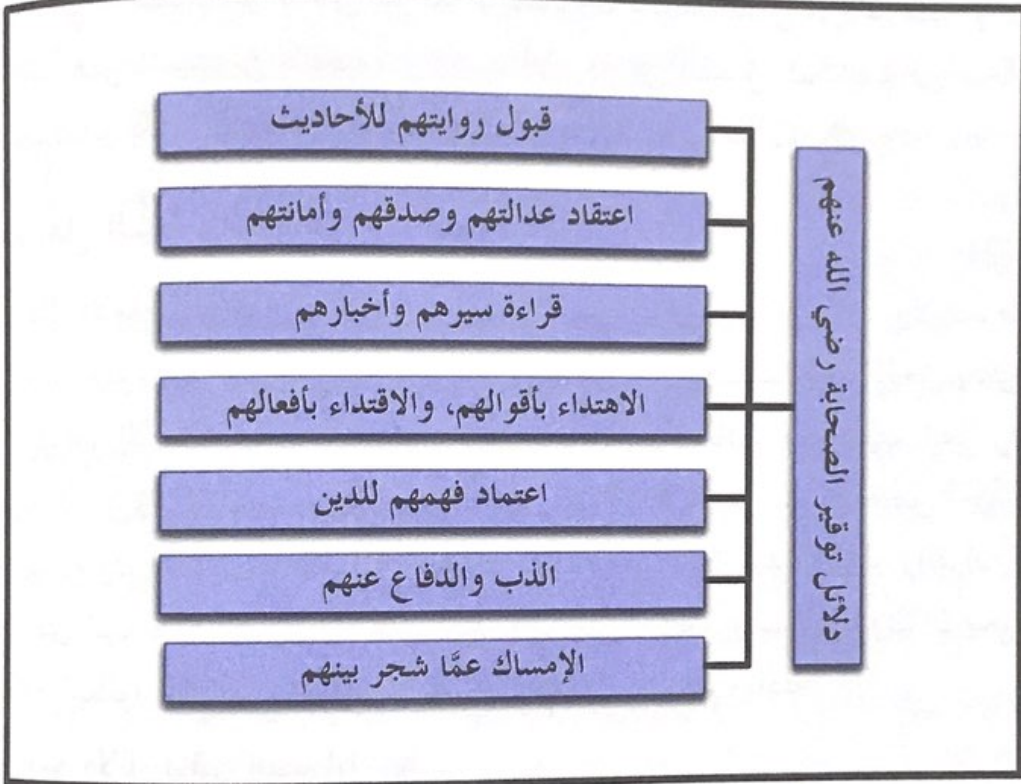 دلائل توقير الصحابة رضي الله عنهم
قبول روايتهم للأحاديث
اعتقاد عدالتهم وصدقهم وأمانتهم
قراءة سيرهم وأخبارهم
الاهتداء بأقوالهم، والاقتداء بأفعالهم
اعتماد فهمهم للدين
الذب والدفاع عنهم
الإمساك عمَّا شجر بينهم